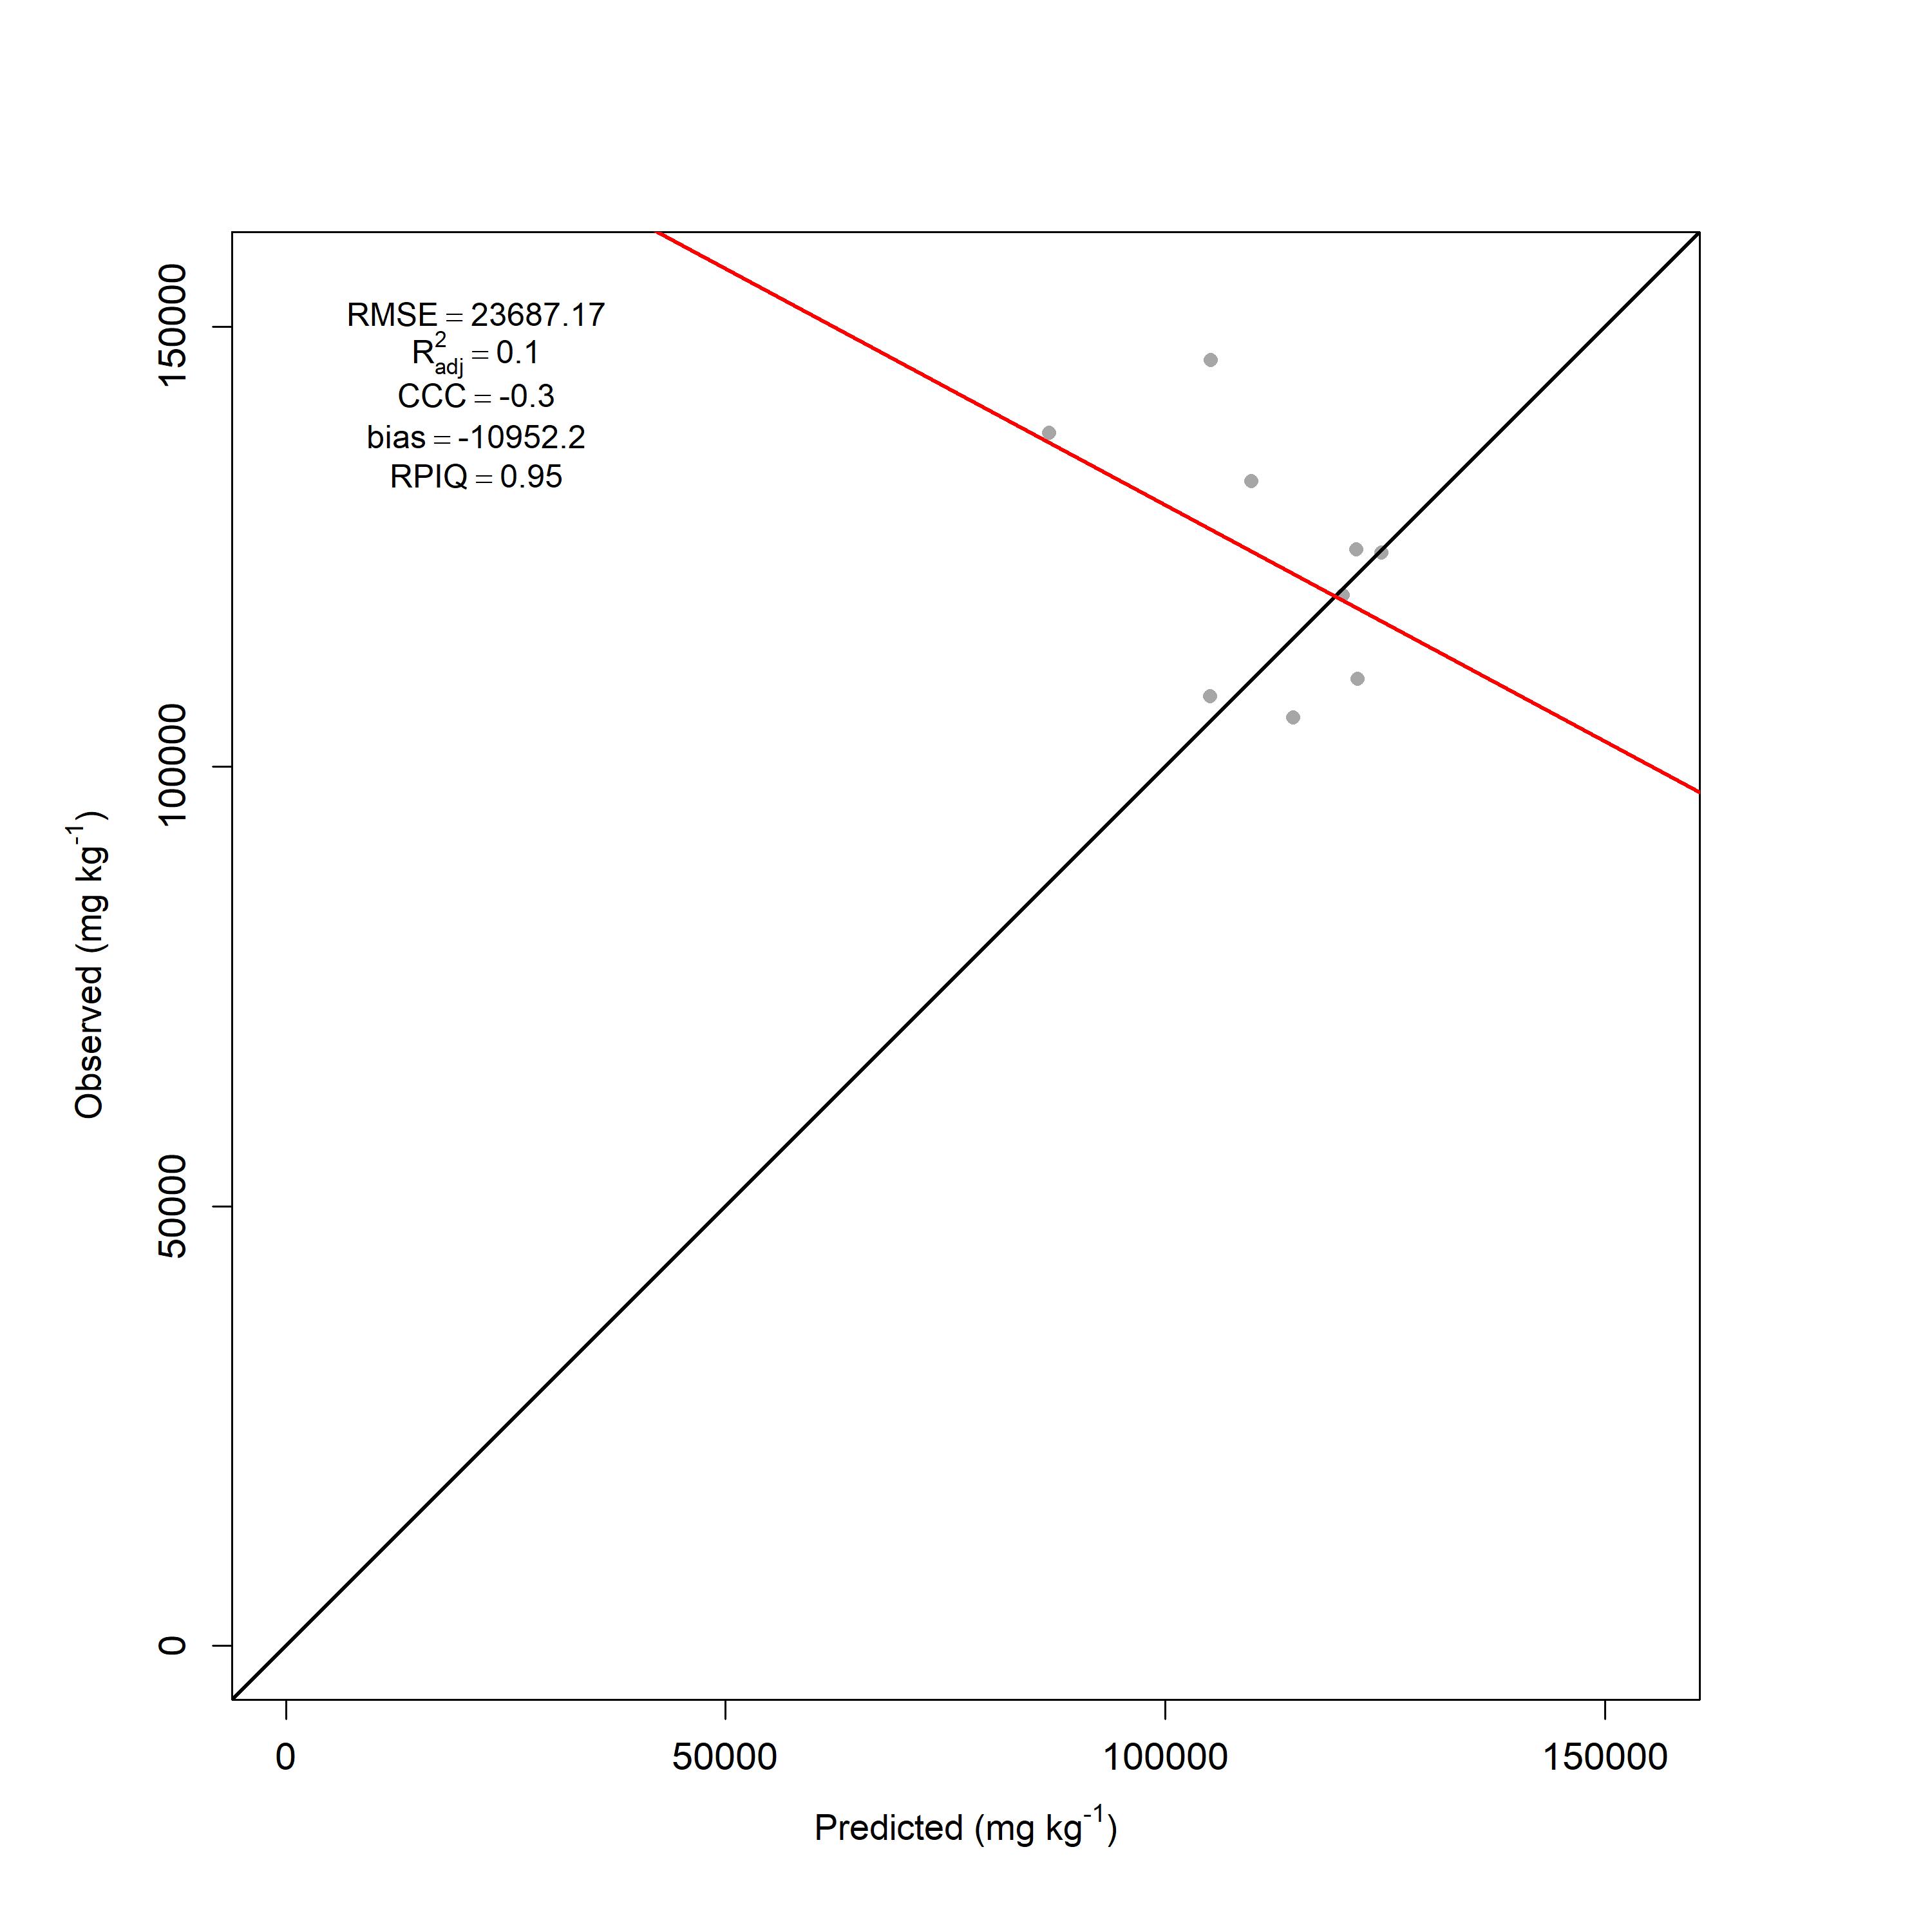 RMSE = 23687.17
R²adj = 0.1
CCC = -0.3
bias = -10952.2
RPIQ = 0.95
150000
100000
50000
0
Observed (mg kg⁻¹)
0 50000 100000 150000
Predicted (mg kg⁻¹)